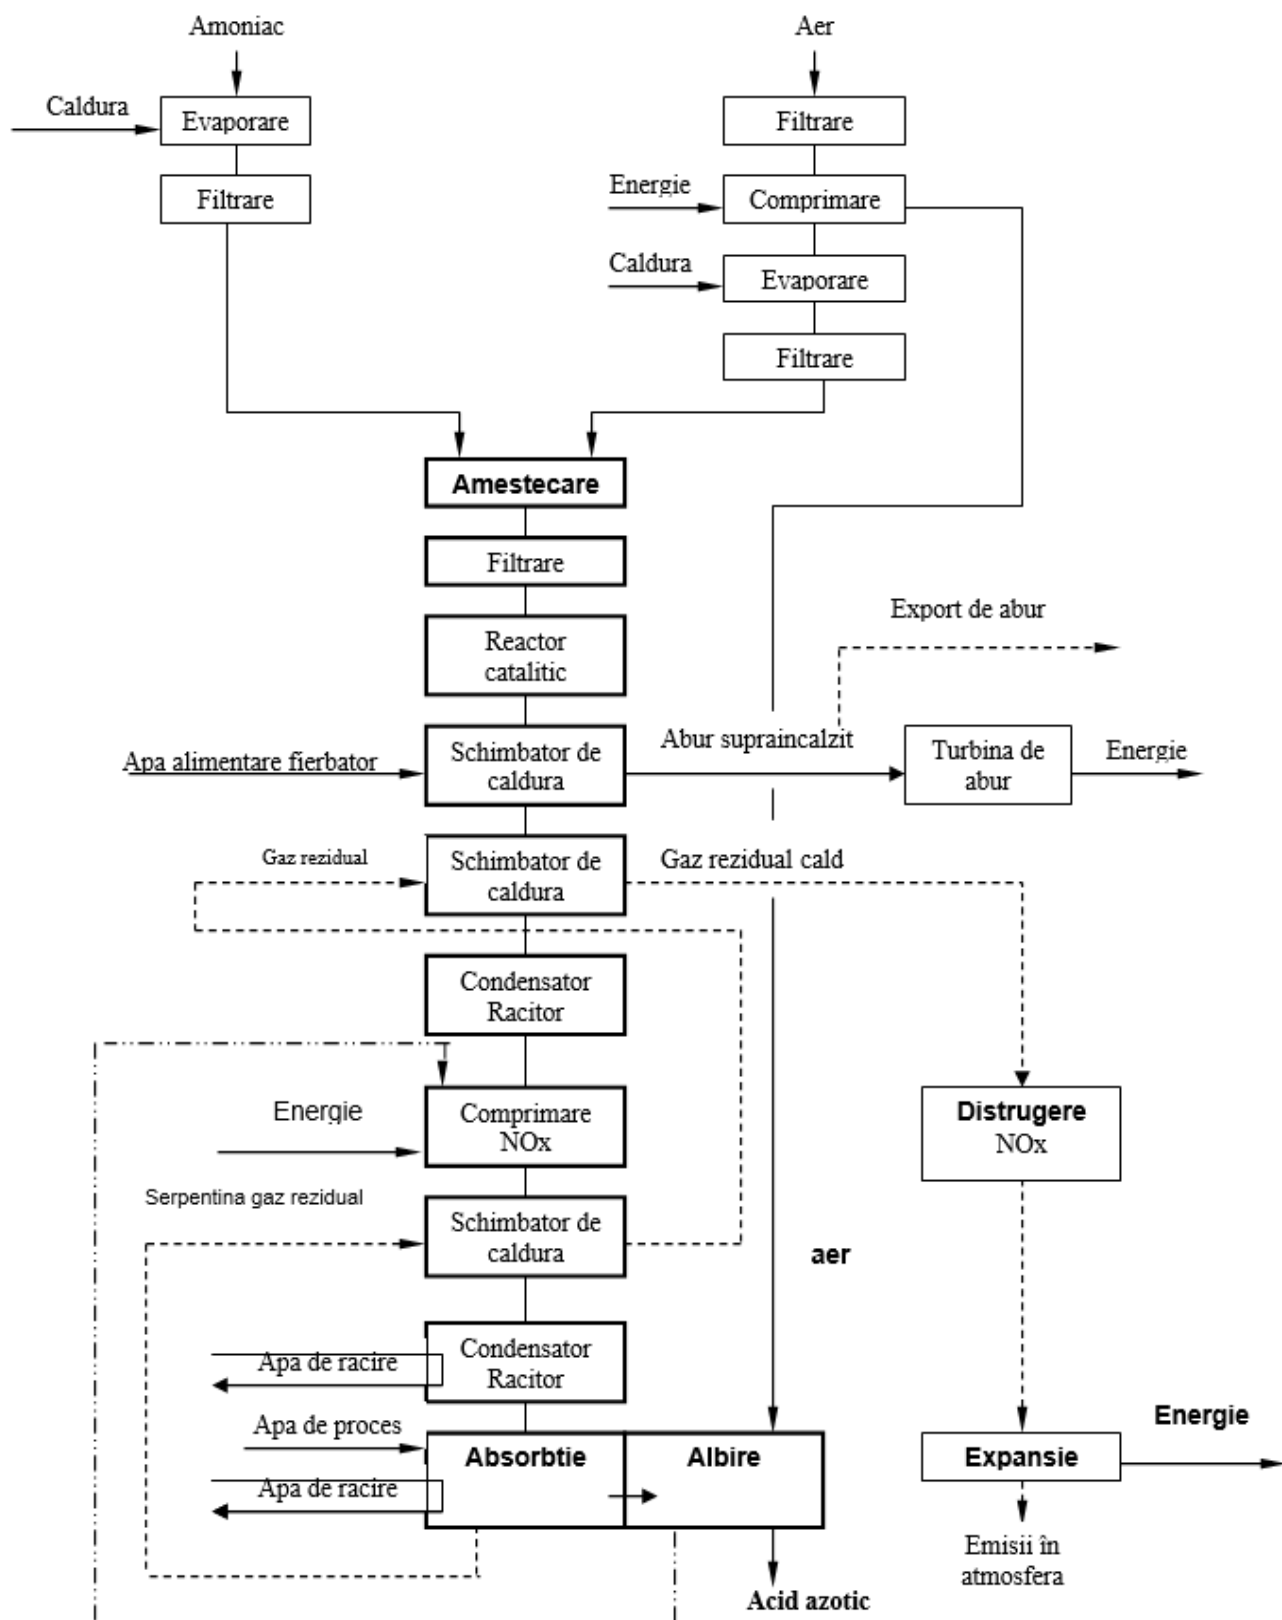 Amoniac
Aer
Caldura
Evaporare
Filtrare
Filtrare
Energie
Comprimare
Caldura
Evaporare
Filtrare
Amestecare
Filtrare
Reactor
catalitic
Export de abur
Apa alimentare fierbator
Schimbator de
caldura
Abur supraincalzit
Turbina de
abur
Energie
Gaz rezidual
Schimbator de
caldura
Gaz rezidual cald
Condensator
Racitor
Energie
Comprimare
NOx
Distrugere
NOx
Serpentina gaz rezidual
Schimbator de
caldura
aer
Apa de racire
Condensator
Racitor
Apa de proces
Absorbtie
Albire
Apa de racire
Expansie
Energie
Emisii în
atmosfera
Acid azotic